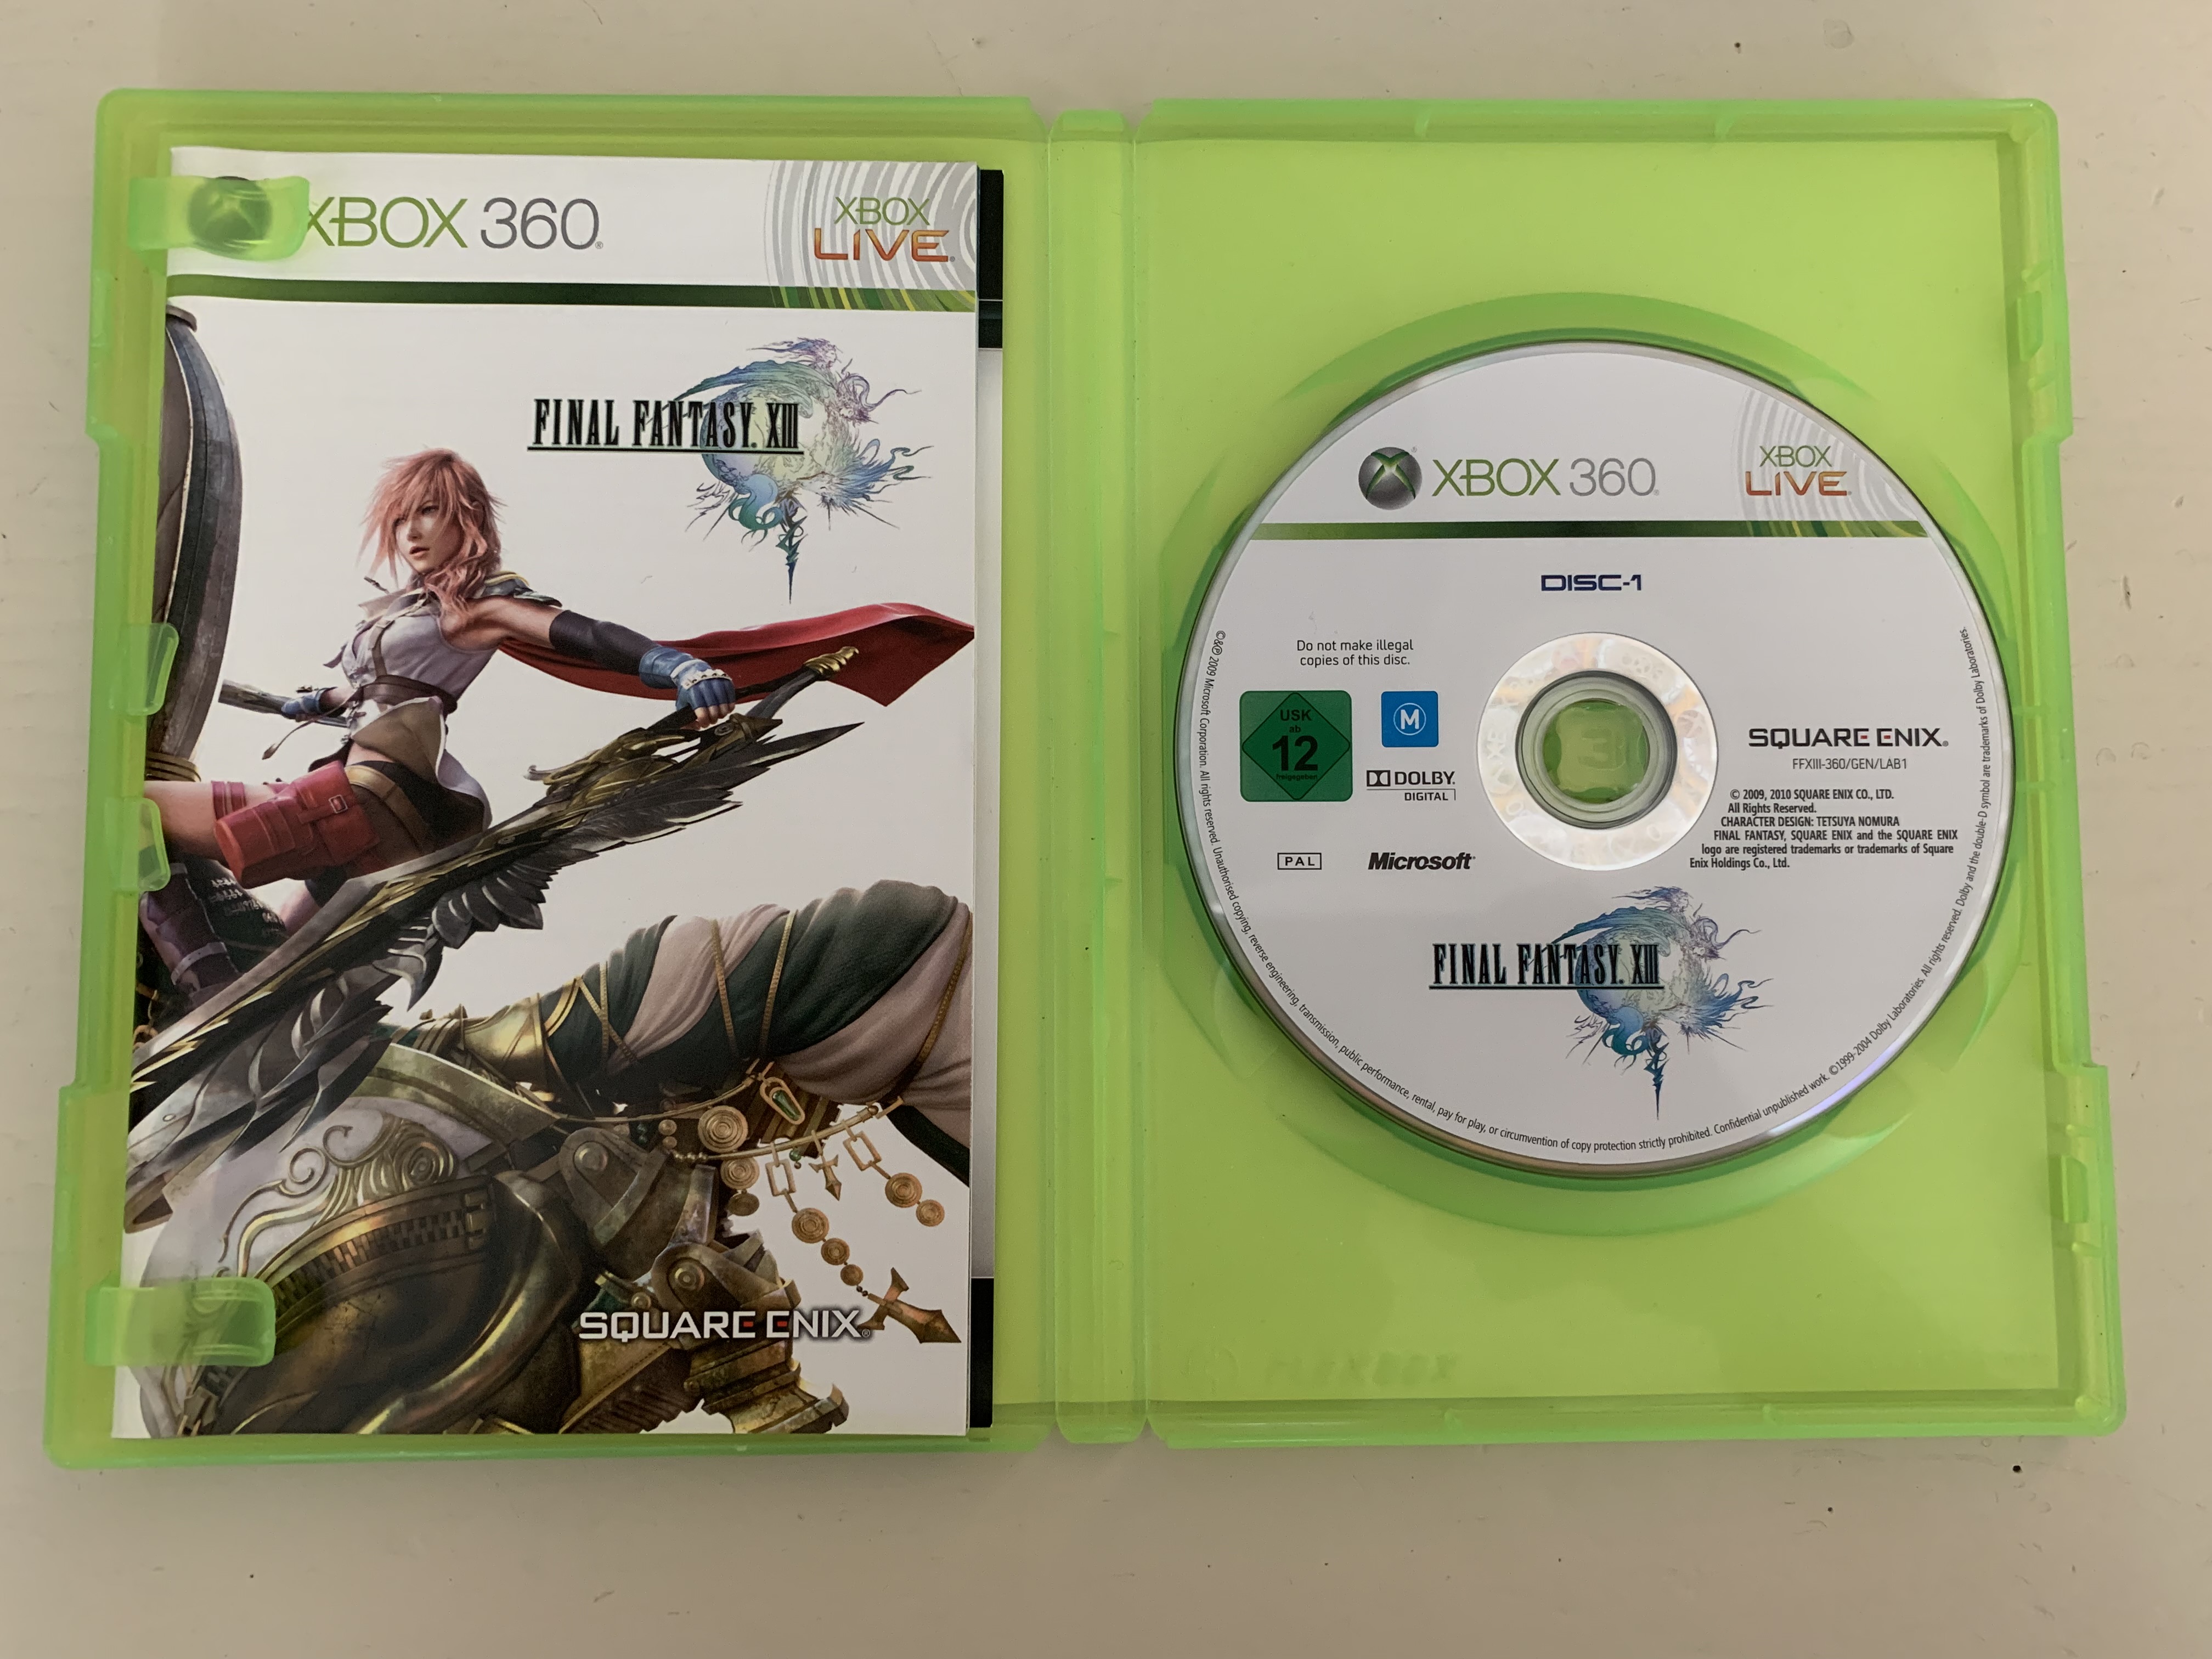 XBOX 360®
XBOX
LIVE®
FINAL FANTASY® XIII
SQUARE ENIX®
XBOX 360®
XBOX
LIVE®
DISC-1
Do not make illegal
copies of this disc.
USK
ab
12
freigegeben
M
DOLBY
DIGITAL
PAL
Microsoft®
SQUARE ENIX®
FFXIII-360/GEN/LAB1
© 2009, 2010 SQUARE ENIX CO., LTD.
All Rights Reserved.
CHARACTER DESIGN: TETSUYA NOMURA
FINAL FANTASY, SQUARE ENIX and the SQUARE ENIX
logo are registered trademarks or trademarks of Square
Enix Holdings Co., Ltd.
FINAL FANTASY® XIII
©&℗ 2009 Microsoft Corporation. All rights reserved. Unauthorised copying, reverse engineering, transmission, public performance, rental, pay for play, or circumvention of copy protection strictly prohibited. Confidential unpublished work. ©1999-2004 Dolby Laboratories. All rights reserved. Dolby and the double-D symbol are trademarks of Dolby Laboratories.